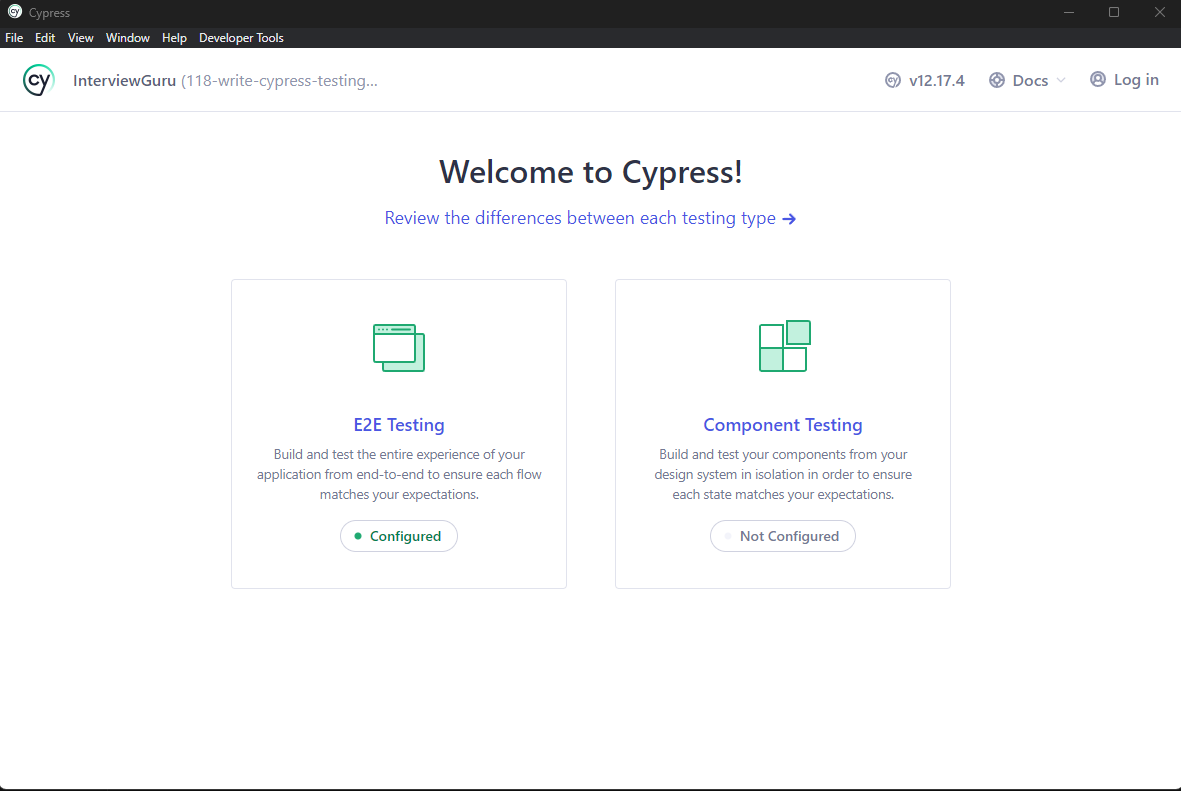 Cypress
File Edit View Window Help Developer Tools
cy InterviewGuru (118-write-cypress-testing... v12.17.4 Docs Log in
Welcome to Cypress!
Review the differences between each testing type →
E2E Testing
Build and test the entire experience of your
application from end-to-end to ensure each flow
matches your expectations.
Configured
Component Testing
Build and test your components from your
design system in isolation in order to ensure
each state matches your expectations.
Not Configured